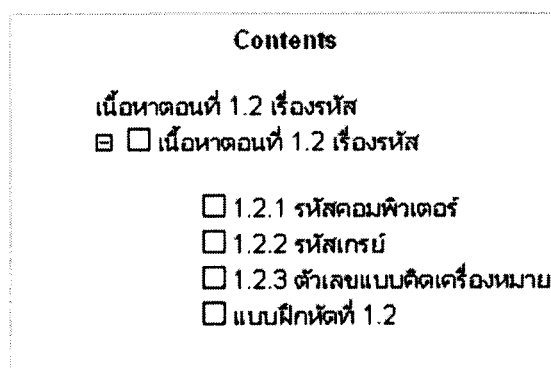 Contents
เนื้อหาตอนที่ 1.2 เรื่องรหัส
เนื้อหาตอนที่ 1.2 เรื่องรหัส
1.2.1 รหัสคอมพิวเตอร์
1.2.2 รหัสเกรย์
1.2.3 ตัวเลขแบบคิดเครื่องหมาย
แบบฝึกหัดที่ 1.2